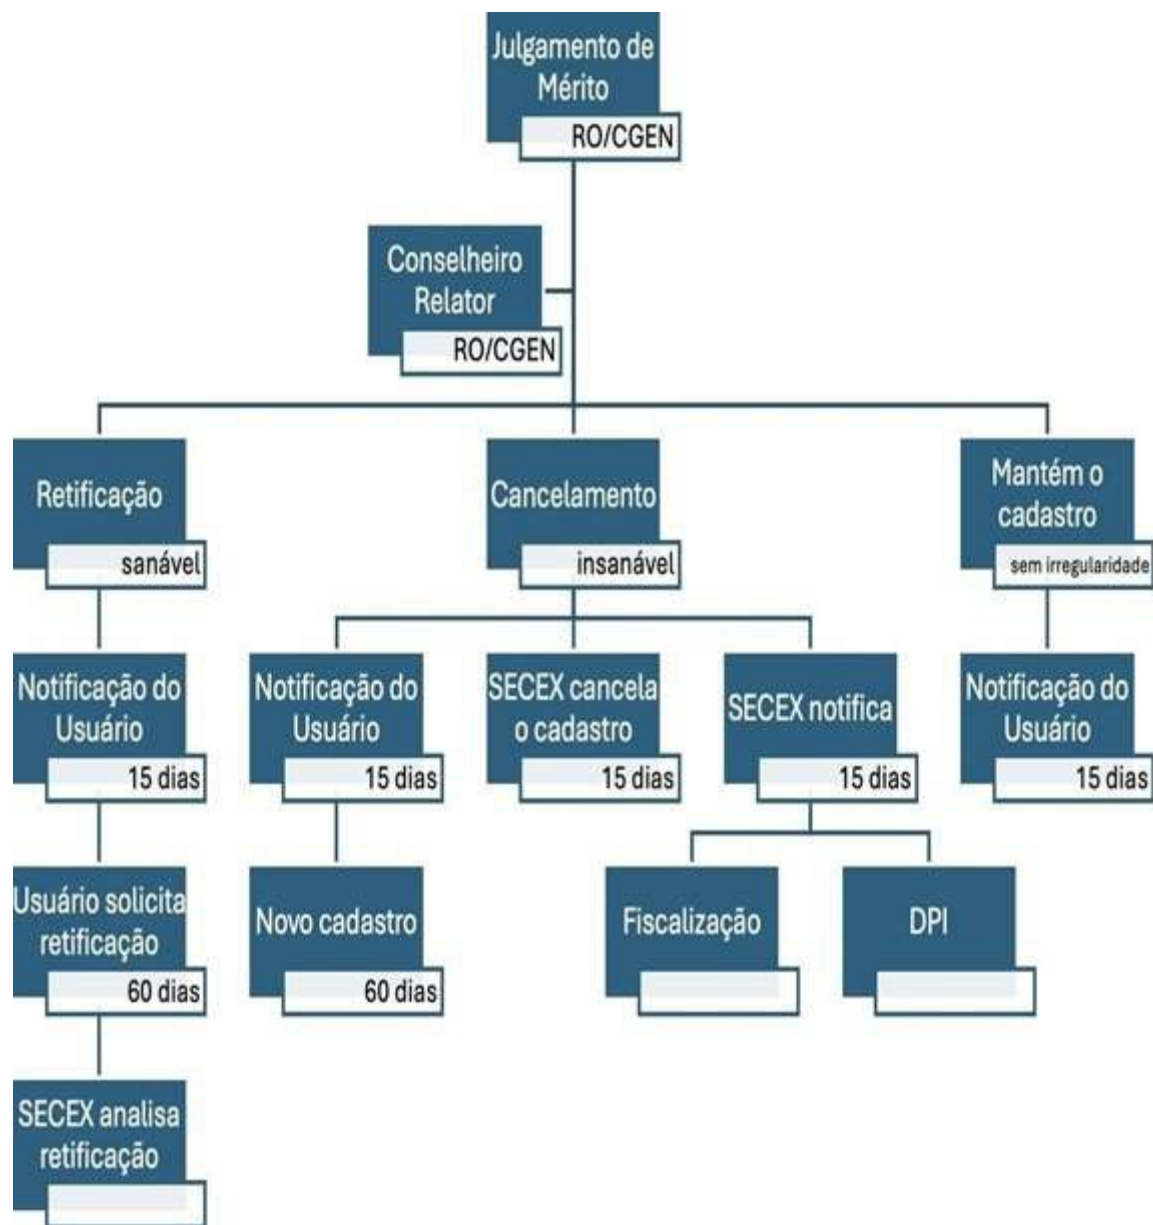 Julgamento de
Mérito
RO/CGEN
Conselheiro
Relator
RO/CGEN
Retificação
sanável
Cancelamento
insanável
Mantém o
cadastro
sem irregularidade
Notificação do
Usuário
15 dias
Notificação do
Usuário
15 dias
SECEX cancela
o cadastro
15 dias
SECEX notifica
15 dias
Notificação do
Usuário
15 dias
Usuário solicita
retificação
60 dias
Novo cadastro
60 dias
Fiscalização
DPI
SECEX analisa
retificação